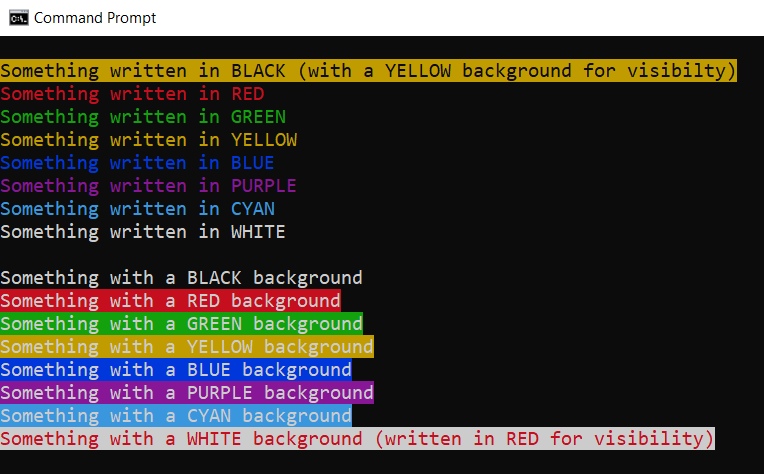 Command Prompt
Something written in BLACK (with a YELLOW background for visibilty)
Something written in RED
Something written in GREEN
Something written in YELLOW
Something written in BLUE
Something written in PURPLE
Something written in CYAN
Something written in WHITE
Something with a BLACK background
Something with a RED background
Something with a GREEN background
Something with a YELLOW background
Something with a BLUE background
Something with a PURPLE background
Something with a CYAN background
Something with a WHITE background (written in RED for visibility)